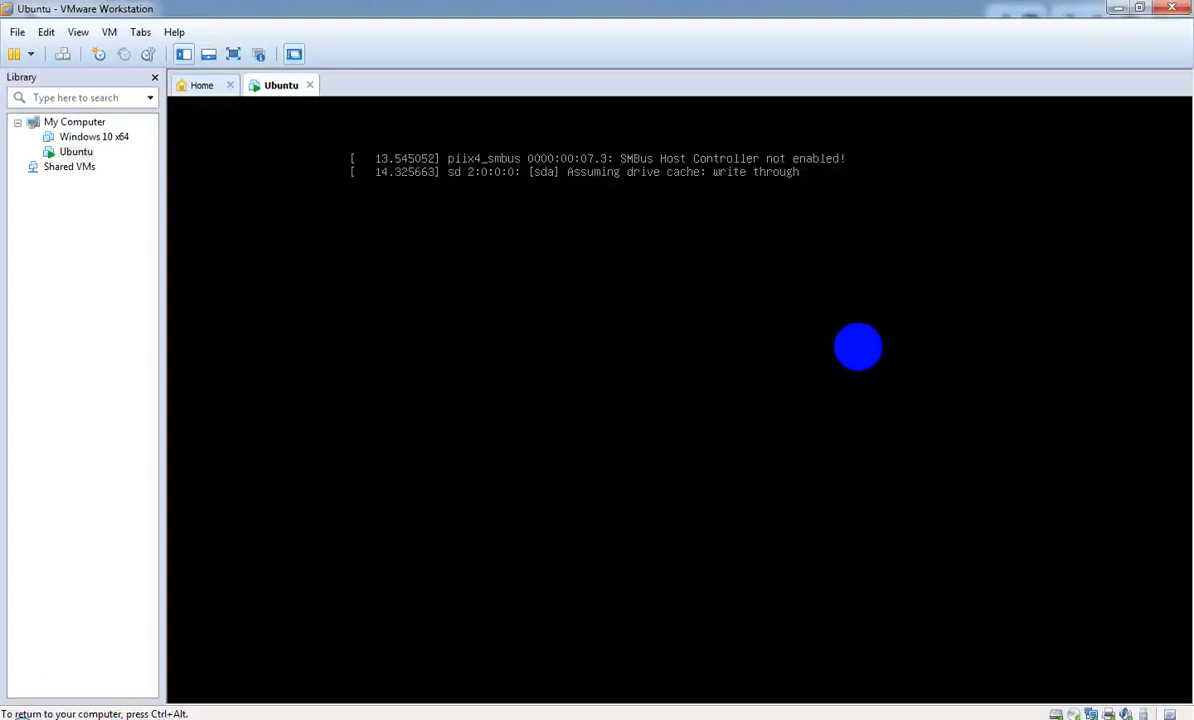 Ubuntu - VMware Workstation
File Edit View VM Tabs Help
Library
Type here to search
My Computer
Windows 10 x64
Ubuntu
Shared VMs
Home
Ubuntu
[   13.545052] piix4_smbus 0000:00:07.3: SMBus Host Controller not enabled!
[   14.325663] sd 2:0:0:0: [sda] Assuming drive cache: write through
To return to your computer, press Ctrl+Alt.